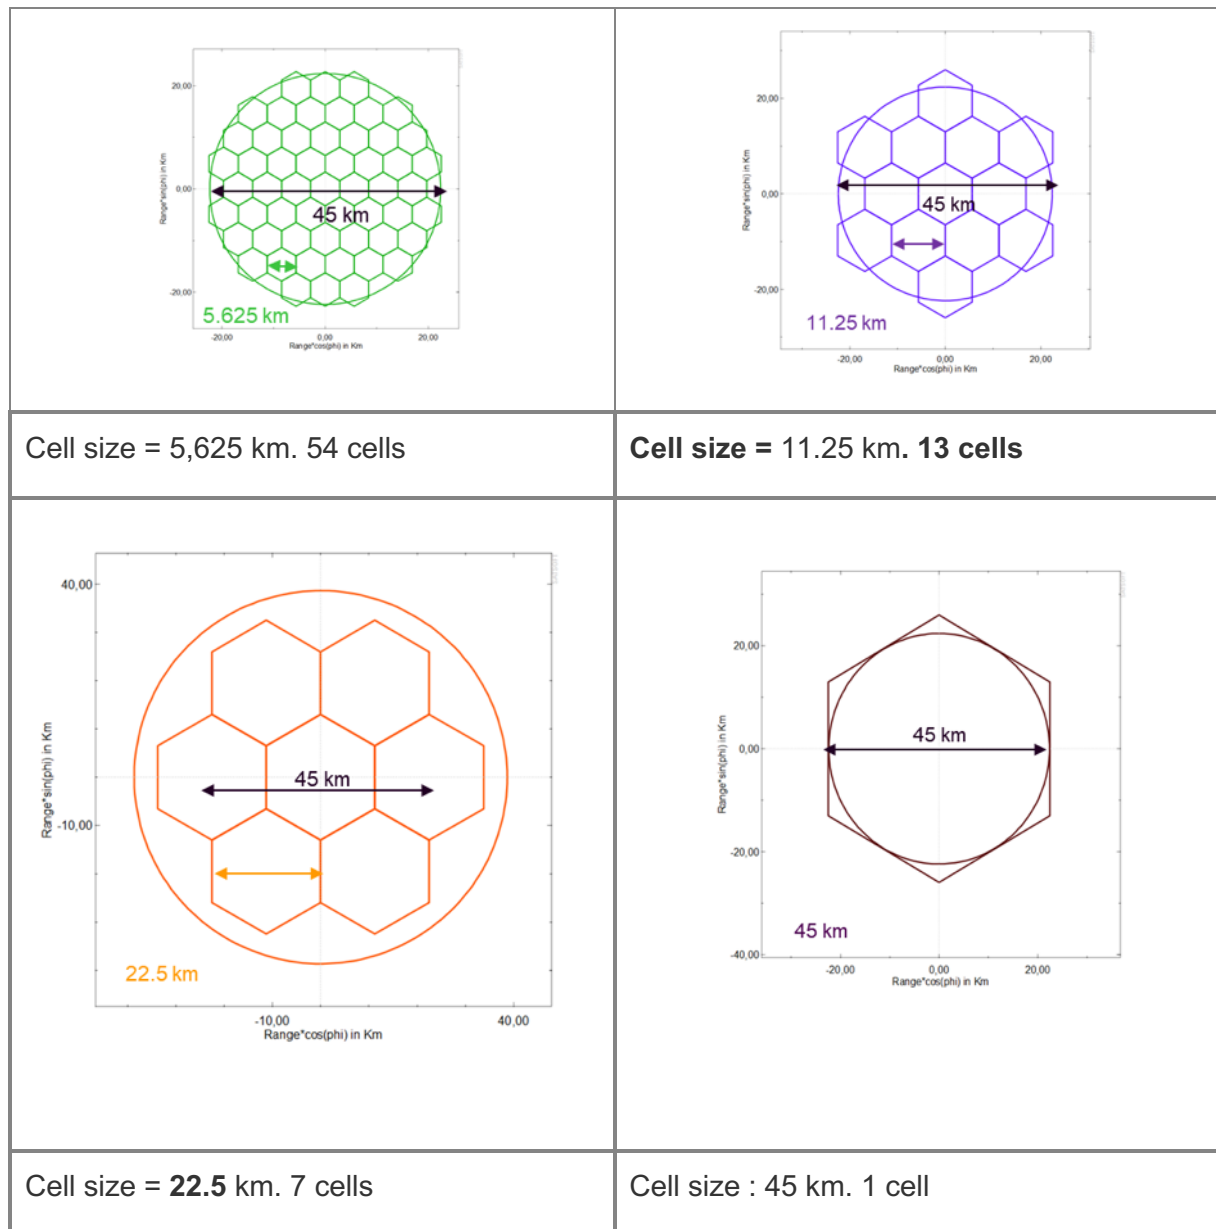 20,00
0,00
-20,00
Range*sin(phi) in Km
45 km
5.625 km
-20,00 0,00 20,00
Range*cos(phi) in Km
20,00
0,00
-20,00
Range*sin(phi) in Km
45 km
11.25 km
-20,00 0,00 20,00
Range*cos(phi) in Km
Cell size = 5,625 km. 54 cells
Cell size = 11.25 km. 13 cells
40,00
-10,00
Range*sin(phi) in Km
45 km
22.5 km
-10,00 40,00
Range*cos(phi) in Km
20,00
0,00
-20,00
-40,00
Range*sin(phi) in Km
45 km
45 km
-20,00 0,00 20,00
Range*cos(phi) in Km
Cell size = 22.5 km. 7 cells
Cell size : 45 km. 1 cell